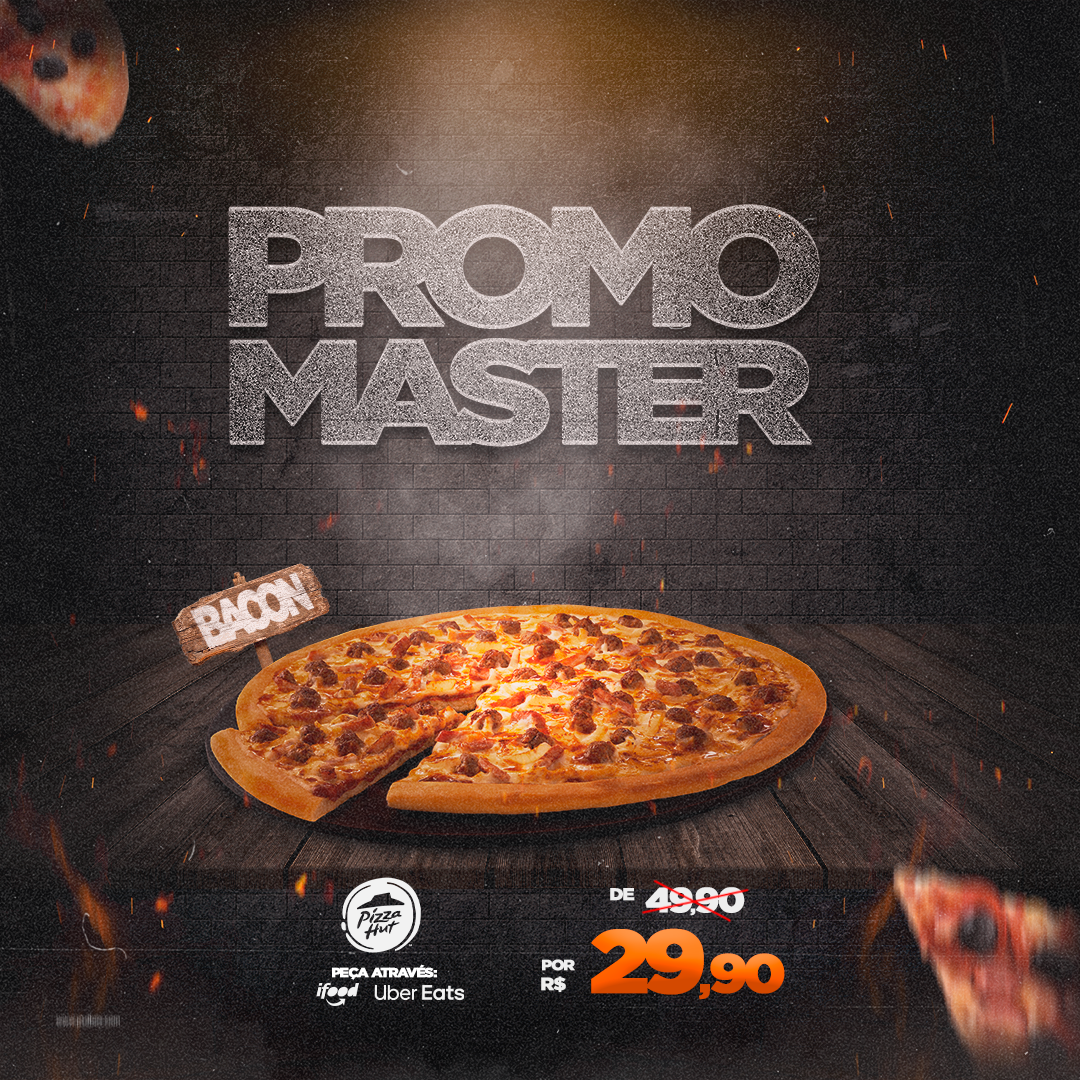 PROMO
MASTER
BACON
Pizza
Hut
PEÇA ATRAVÉS:
ifood Uber Eats
DE 49,90
POR
R$ 29,90